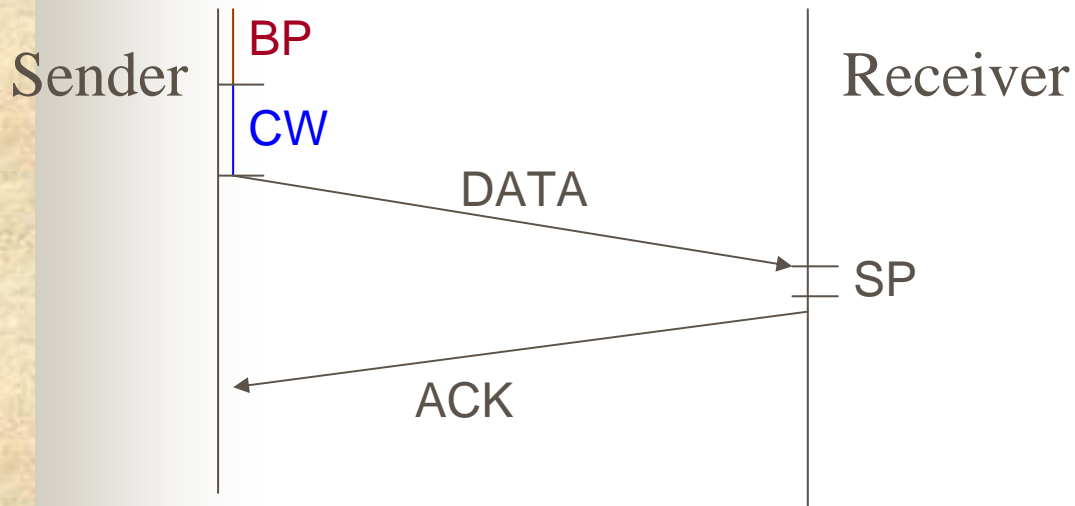 BP
Sender
Receiver
CW
DATA
SP
ACK